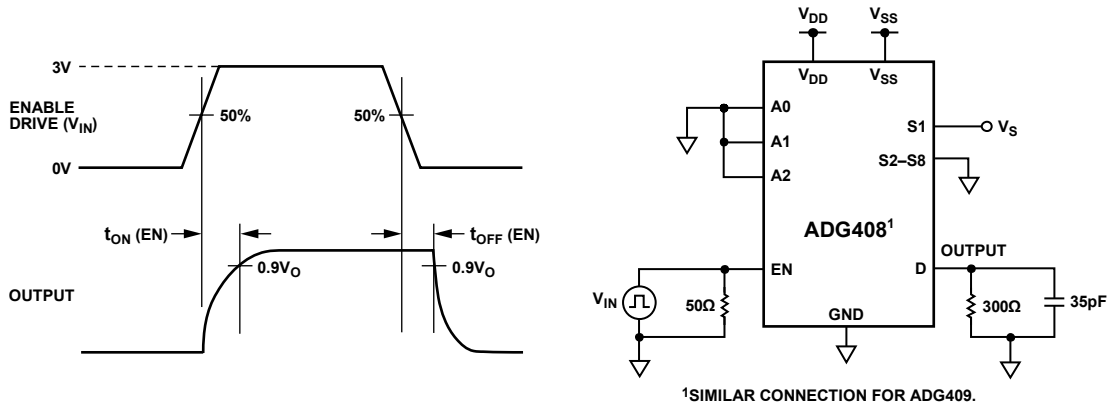 3V
ENABLE
DRIVE (VIN)
50%
50%
0V
tON (EN)
tOFF (EN)
0.9VO
0.9VO
OUTPUT
VDD
VSS
VDD
VSS
A0
A1
A2
S1
VS
S2–S8
ADG408¹
OUTPUT
EN
D
VIN
50Ω
300Ω
35pF
GND
¹SIMILAR CONNECTION FOR ADG409.